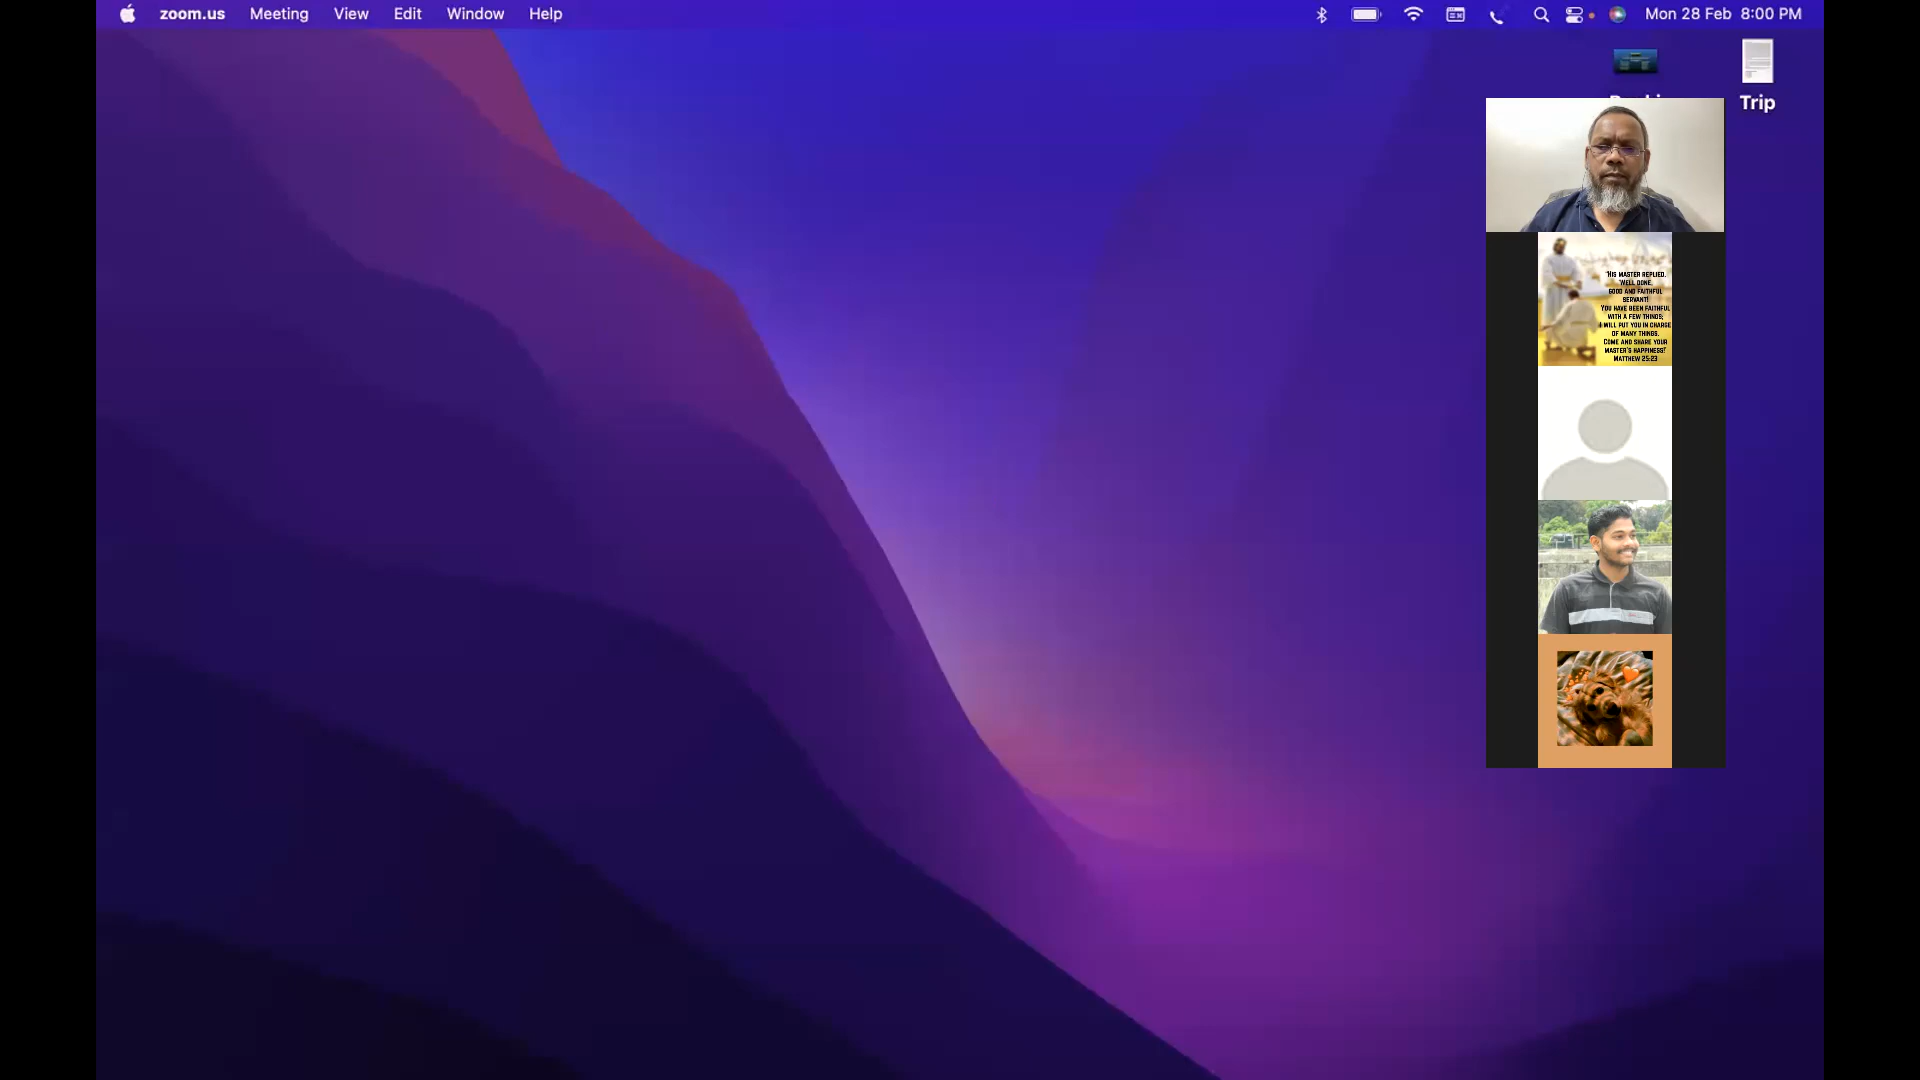 zoom.us Meeting View Edit Window Help Mon 28 Feb 8:00 PM
Trip
"His master replied,
'Well done,
good and faithful
servant!
You have been faithful
with a few things;
I will put you in charge
of many things.
Come and share your
master's happiness!'
Matthew 25:23